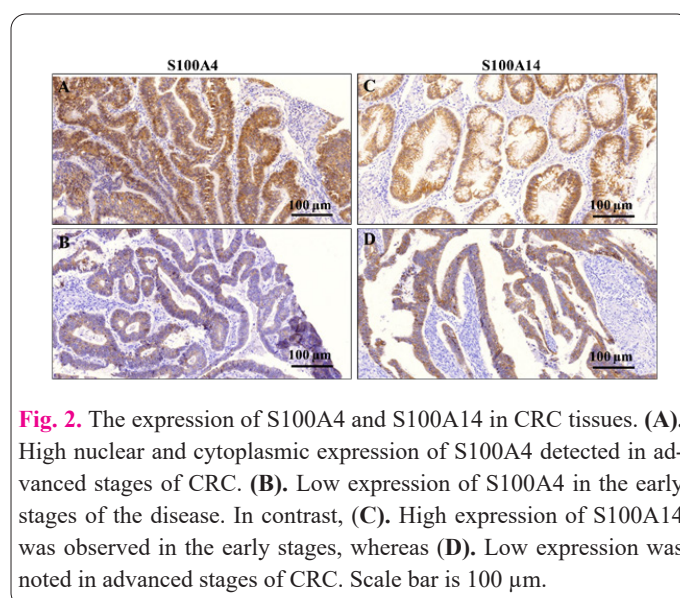 S100A4 S100A14
A C
100 µm 100 µm
B D
100 µm 100 µm
Fig. 2. The expression of S100A4 and S100A14 in CRC tissues. (A).
High nuclear and cytoplasmic expression of S100A4 detected in ad-
vanced stages of CRC. (B). Low expression of S100A4 in the early
stages of the disease. In contrast, (C). High expression of S100A14
was observed in the early stages, whereas (D). Low expression was
noted in advanced stages of CRC. Scale bar is 100 µm.